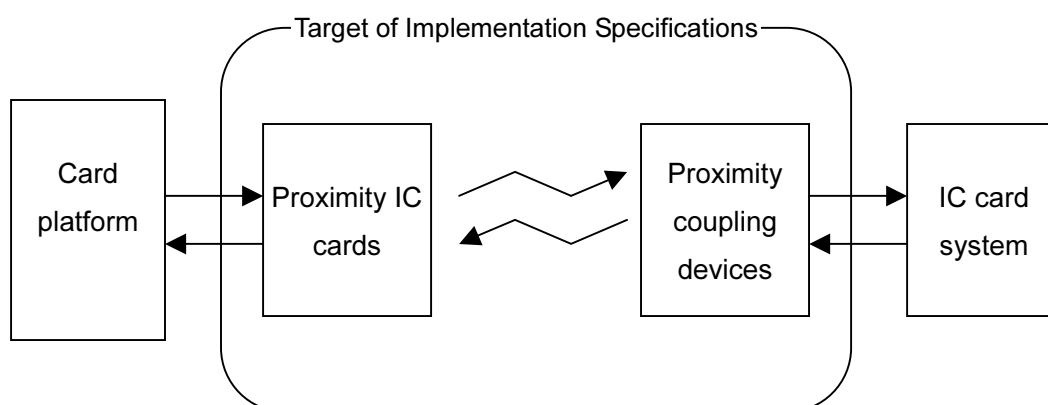 Target of Implementation Specifications
Card
platform
Proximity IC
cards
Proximity
coupling
devices
IC card
system